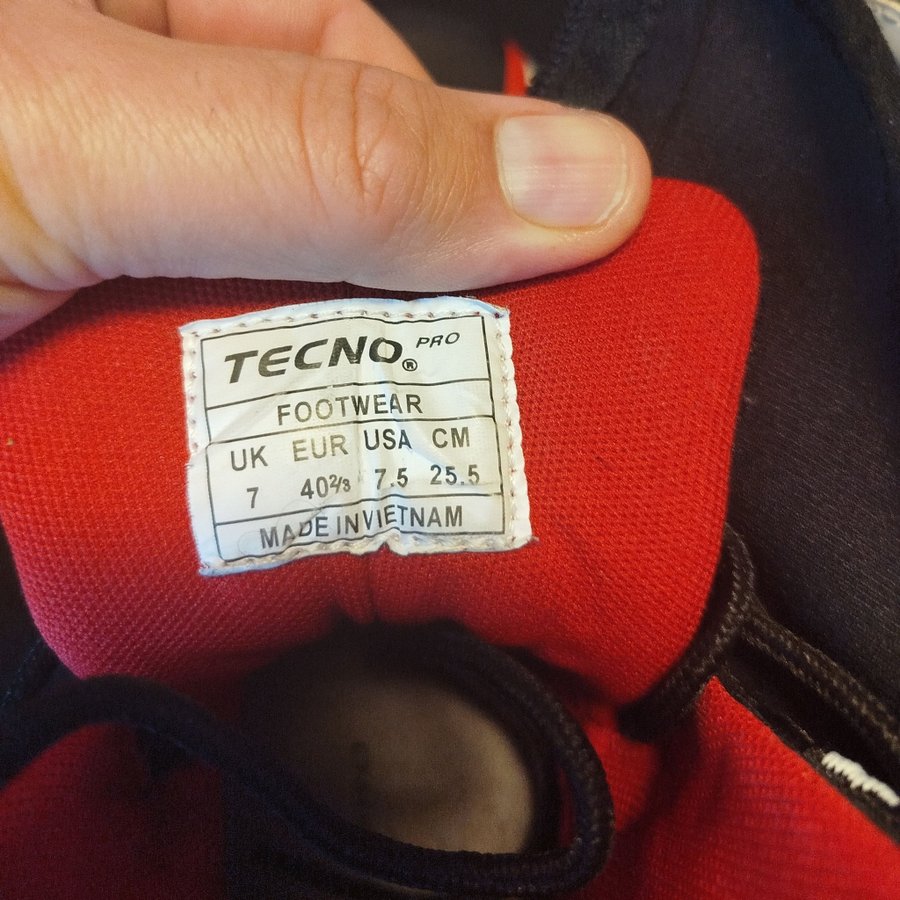 TECNO® PRO
FOOTWEAR
UK EUR USA CM
7 40⅔ 7.5 25.5
MADE IN VIETNAM